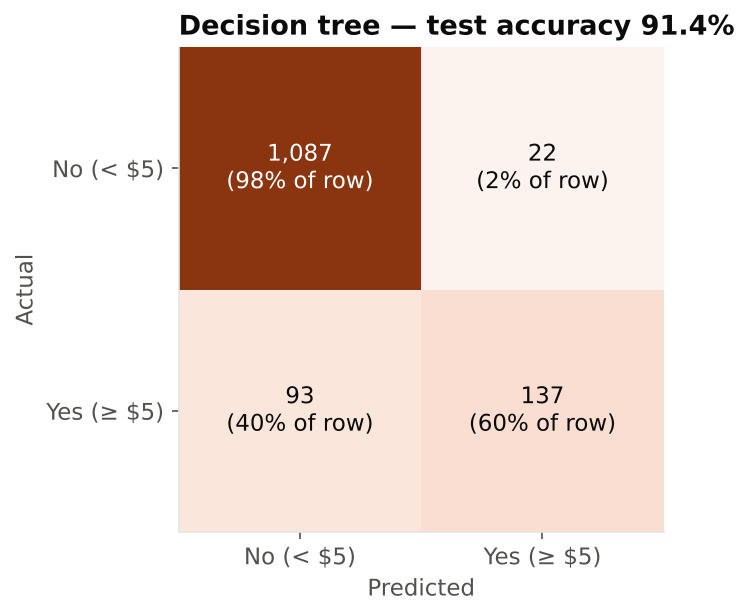 Decision tree — test accuracy 91.4%
Actual
No (< $5)
1,087
(98% of row)
22
(2% of row)
Yes (≥ $5)
93
(40% of row)
137
(60% of row)
No (< $5)
Yes (≥ $5)
Predicted